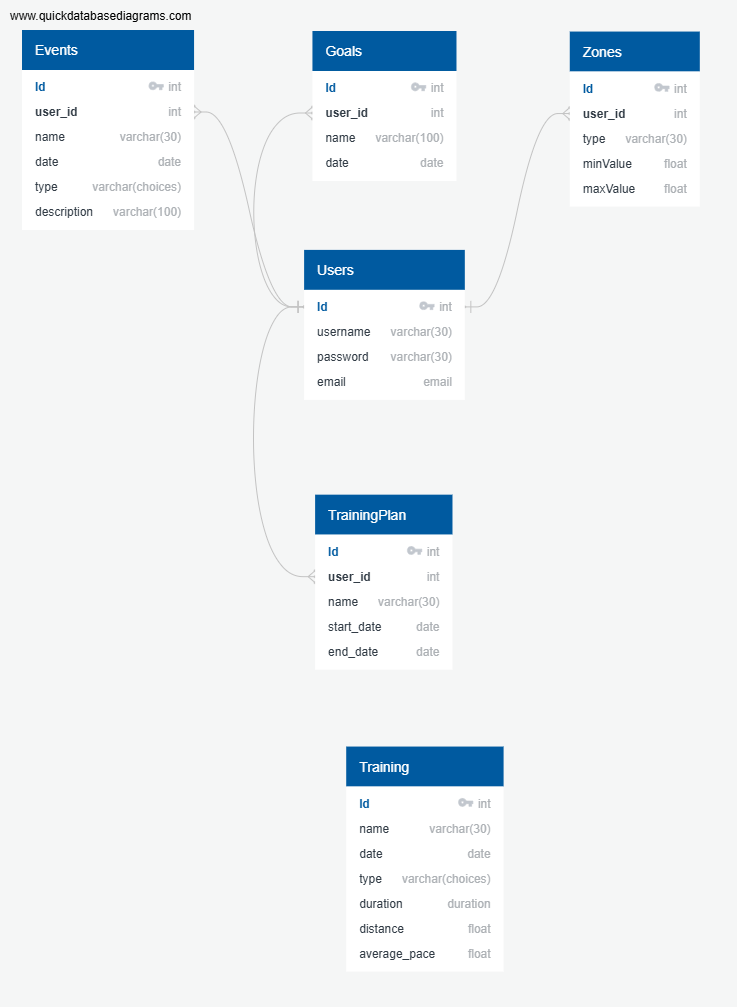 www.quickdatabasediagrams.com
Events
Id int
user_id int
name varchar(30)
date date
type varchar(choices)
description varchar(100)
Goals
Id int
user_id int
name varchar(100)
date date
Zones
Id int
user_id int
type varchar(30)
minValue float
maxValue float
Users
Id int
username varchar(30)
password varchar(30)
email email
TrainingPlan
Id int
user_id int
name varchar(30)
start_date date
end_date date
Training
Id int
name varchar(30)
date date
type varchar(choices)
duration duration
distance float
average_pace float